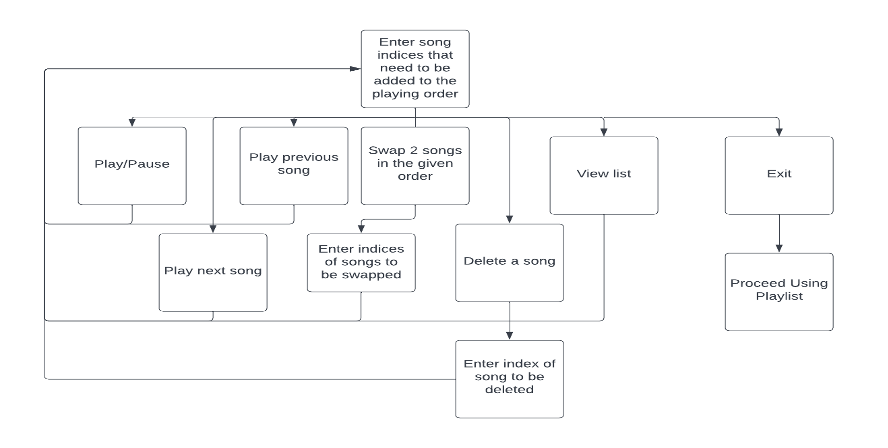 Enter song
indices that
need to be
added to the
playing order
Play/Pause
Play previous
song
Swap 2 songs
in the given
order
View list
Exit
Play next song
Enter indices
of songs to
be swapped
Delete a song
Proceed Using
Playlist
Enter index of
song to be
deleted